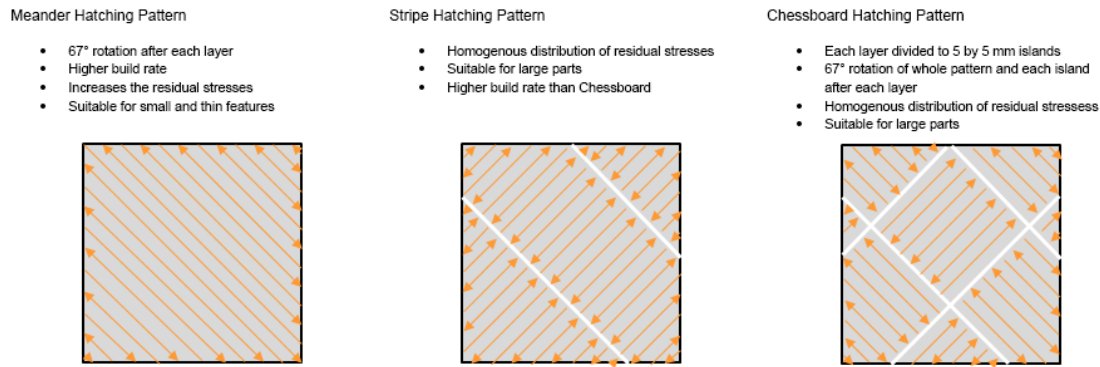 Meander Hatching Pattern
• 67° rotation after each layer
• Higher build rate
• Increases the residual stresses
• Suitable for small and thin features
Stripe Hatching Pattern
• Homogenous distribution of residual stresses
• Suitable for large parts
• Higher build rate than Chessboard
Chessboard Hatching Pattern
• Each layer divided to 5 by 5 mm islands
• 67° rotation of whole pattern and each island
after each layer
• Homogenous distribution of residual stressess
• Suitable for large parts